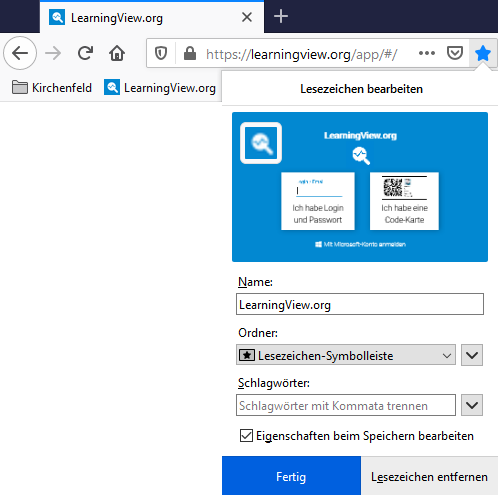 LearningView.org
https://learningview.org/app/#/
Kirchenfeld
LearningView.org
Lesezeichen bearbeiten
LearningView.org
Ich habe Login
und Passwort
Ich habe eine
Code-Karte
Mit Microsoft-Konto anmelden
Name:
LearningView.org
Ordner:
Lesezeichen-Symbolleiste
Schlagwörter:
Schlagwörter mit Kommata trennen
Eigenschaften beim Speichern bearbeiten
Fertig
Lesezeichen entfernen